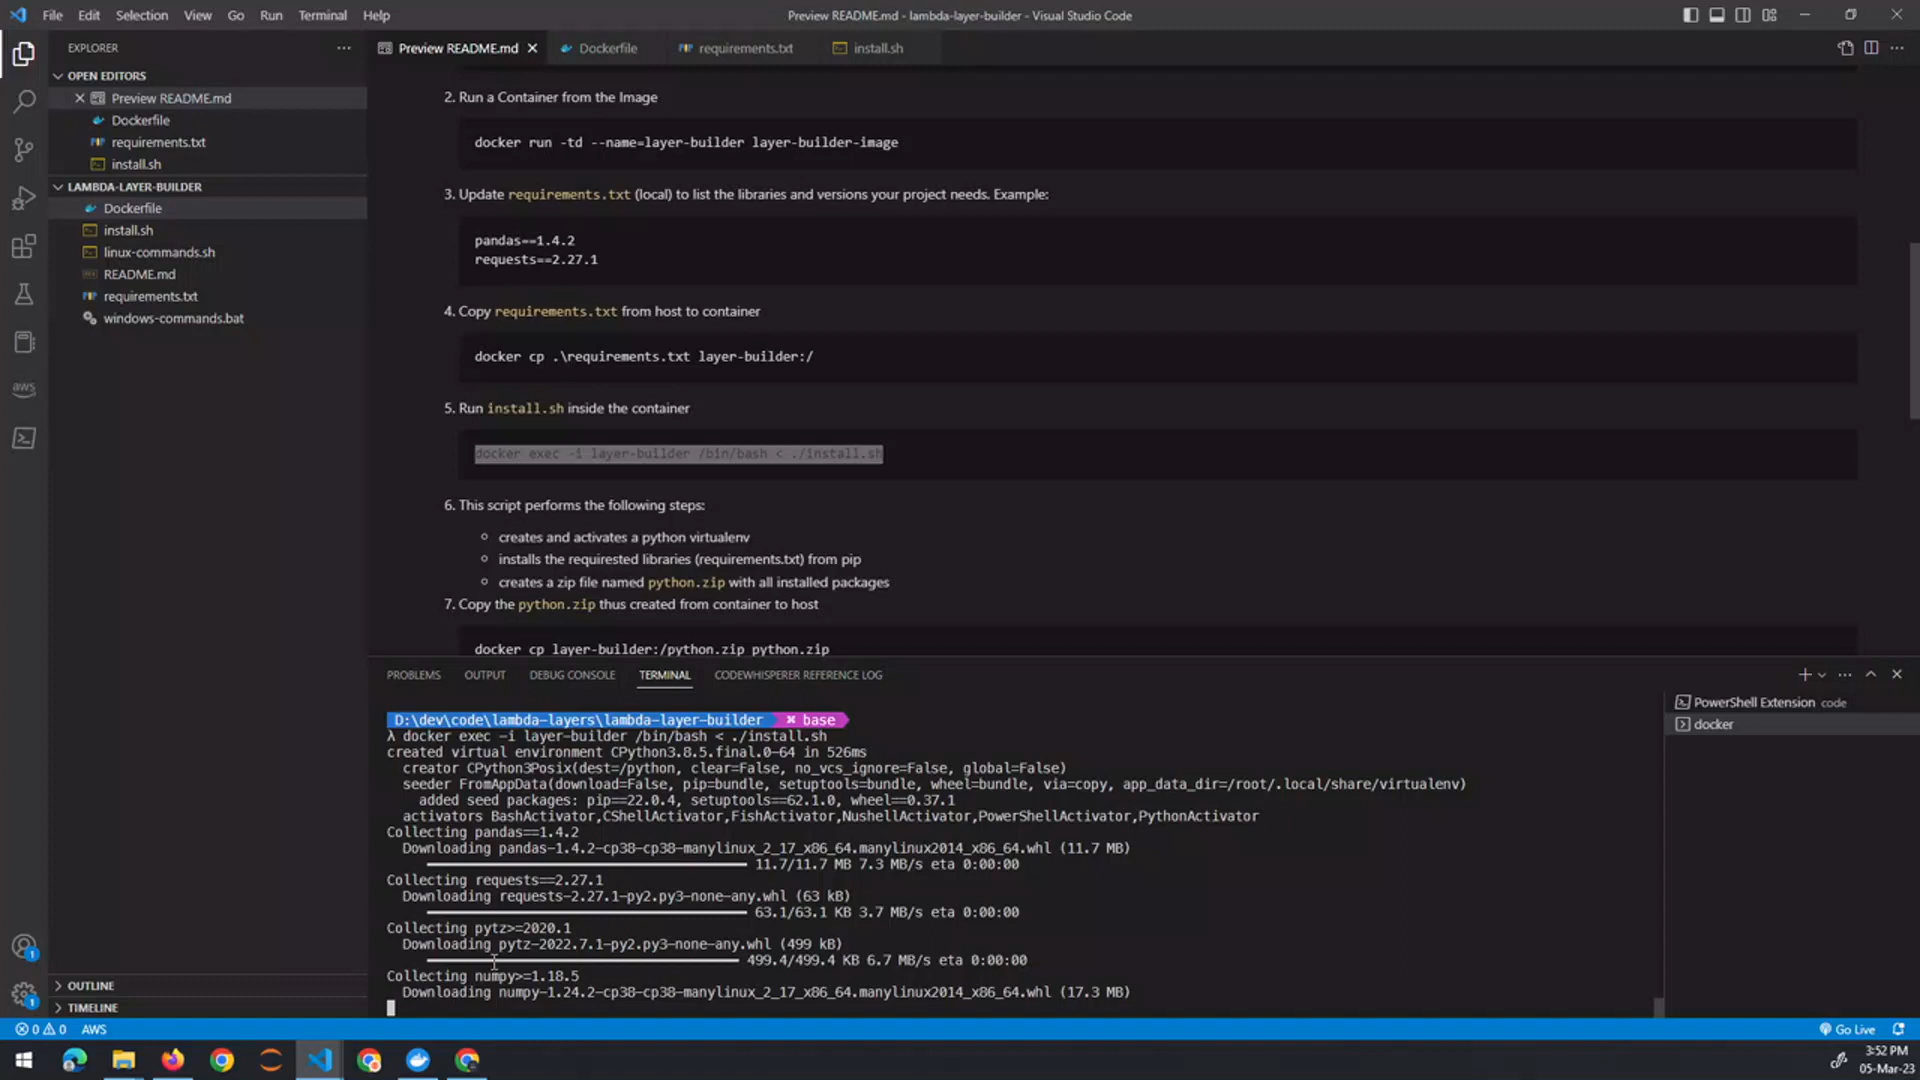 File Edit Selection View Go Run Terminal Help
Preview README.md - lambda-layer-builder - Visual Studio Code
EXPLORER
OPEN EDITORS
Preview README.md
Dockerfile
requirements.txt
install.sh
LAMBDA-LAYER-BUILDER
Dockerfile
install.sh
linux-commands.sh
README.md
requirements.txt
windows-commands.bat
OUTLINE
TIMELINE
aws
1
1
Preview README.md Dockerfile requirements.txt install.sh
2. Run a Container from the Image
docker run -td --name=layer-builder layer-builder-image
3. Update requirements.txt (local) to list the libraries and versions your project needs. Example:
pandas==1.4.2
requests==2.27.1
4. Copy requirements.txt from host to container
docker cp .\requirements.txt layer-builder:/
5. Run install.sh inside the container
docker exec -i layer-builder /bin/bash < ./install.sh
6. This script performs the following steps:
creates and activates a python virtualenv
installs the requirested libraries (requirements.txt) from pip
creates a zip file named python.zip with all installed packages
7. Copy the python.zip thus created from container to host
docker cp layer-builder:/python.zip python.zip
PROBLEMS OUTPUT DEBUG CONSOLE TERMINAL CODEWHISPERER REFERENCE LOG
PowerShell Extension code
docker
D:\dev\code\lambda-layers\lambda-layer-builder base
λ docker exec -i layer-builder /bin/bash < ./install.sh
created virtual environment CPython3.8.5.final.0-64 in 526ms
creator CPython3Posix(dest=/python, clear=False, no_vcs_ignore=False, global=False)
seeder FromAppData(download=False, pip=bundle, setuptools=bundle, wheel=bundle, via=copy, app_data_dir=/root/.local/share/virtualenv)
added seed packages: pip==22.0.4, setuptools==62.1.0, wheel==0.37.1
activators BashActivator,CShellActivator,FishActivator,NushellActivator,PowerShellActivator,PythonActivator
Collecting pandas==1.4.2
Downloading pandas-1.4.2-cp38-cp38-manylinux_2_17_x86_64.manylinux2014_x86_64.whl (11.7 MB)
11.7/11.7 MB 7.3 MB/s eta 0:00:00
Collecting requests==2.27.1
Downloading requests-2.27.1-py2.py3-none-any.whl (63 kB)
63.1/63.1 KB 3.7 MB/s eta 0:00:00
Collecting pytz>=2020.1
Downloading pytz-2022.7.1-py2.py3-none-any.whl (499 kB)
499.4/499.4 KB 6.7 MB/s eta 0:00:00
Collecting numpy>=1.18.5
Downloading numpy-1.24.2-cp38-cp38-manylinux_2_17_x86_64.manylinux2014_x86_64.whl (17.3 MB)
0 0 AWS
Go Live
3:52 PM
05-Mar-23